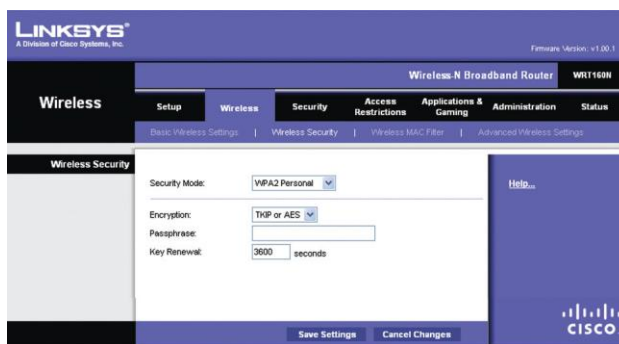 LINKSYS®
A Division of Cisco Systems, Inc.
Firmware Version: v1.00.1
Wireless-N Broadband Router WRT160N
Wireless
Setup Wireless Security Access Restrictions Applications & Gaming Administration Status
Basic Wireless Settings | Wireless Security | Wireless MAC Filter | Advanced Wireless Settings
Wireless Security
Security Mode: WPA2 Personal
Help...
Encryption: TKIP or AES
Passphrase:
Key Renewal: 3600 seconds
Save Settings Cancel Changes
CISCO